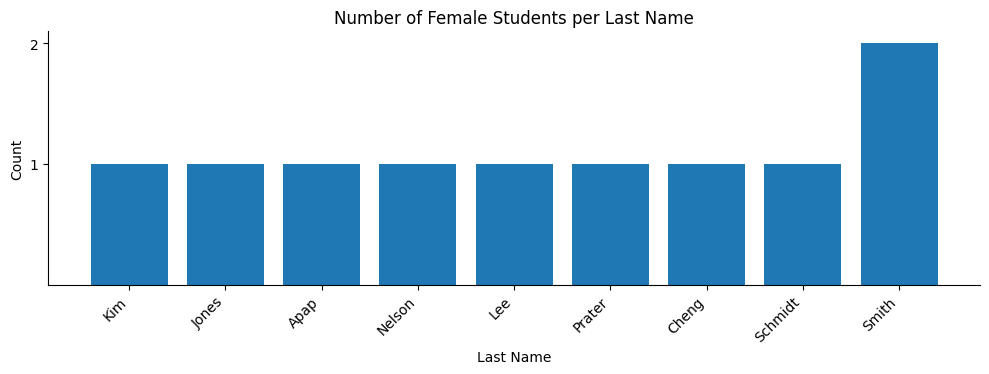 Number of Female Students per Last Name
2
1
Count
Kim
Jones
Apap
Nelson
Lee
Prater
Cheng
Schmidt
Smith
Last Name